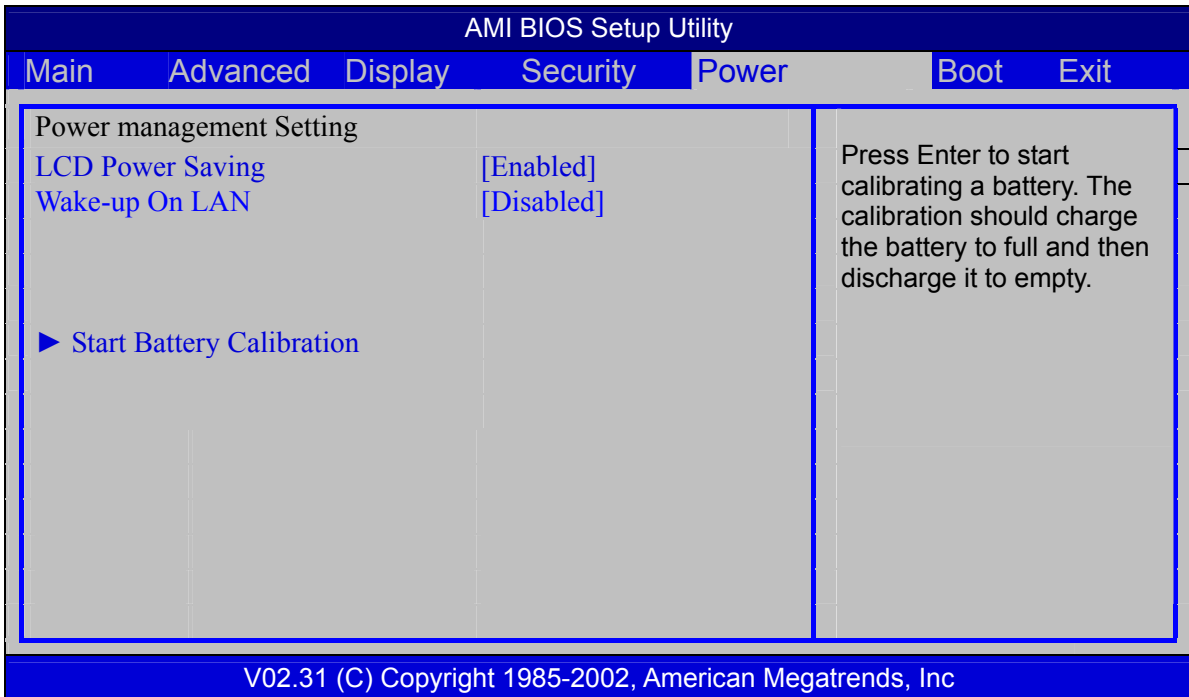 AMI BIOS Setup Utility
Main Advanced Display Security Power Boot Exit
Power management Setting
LCD Power Saving [Enabled]
Wake-up On LAN [Disabled]
► Start Battery Calibration
Press Enter to start
calibrating a battery. The
calibration should charge
the battery to full and then
discharge it to empty.
V02.31 (C) Copyright 1985-2002, American Megatrends, Inc